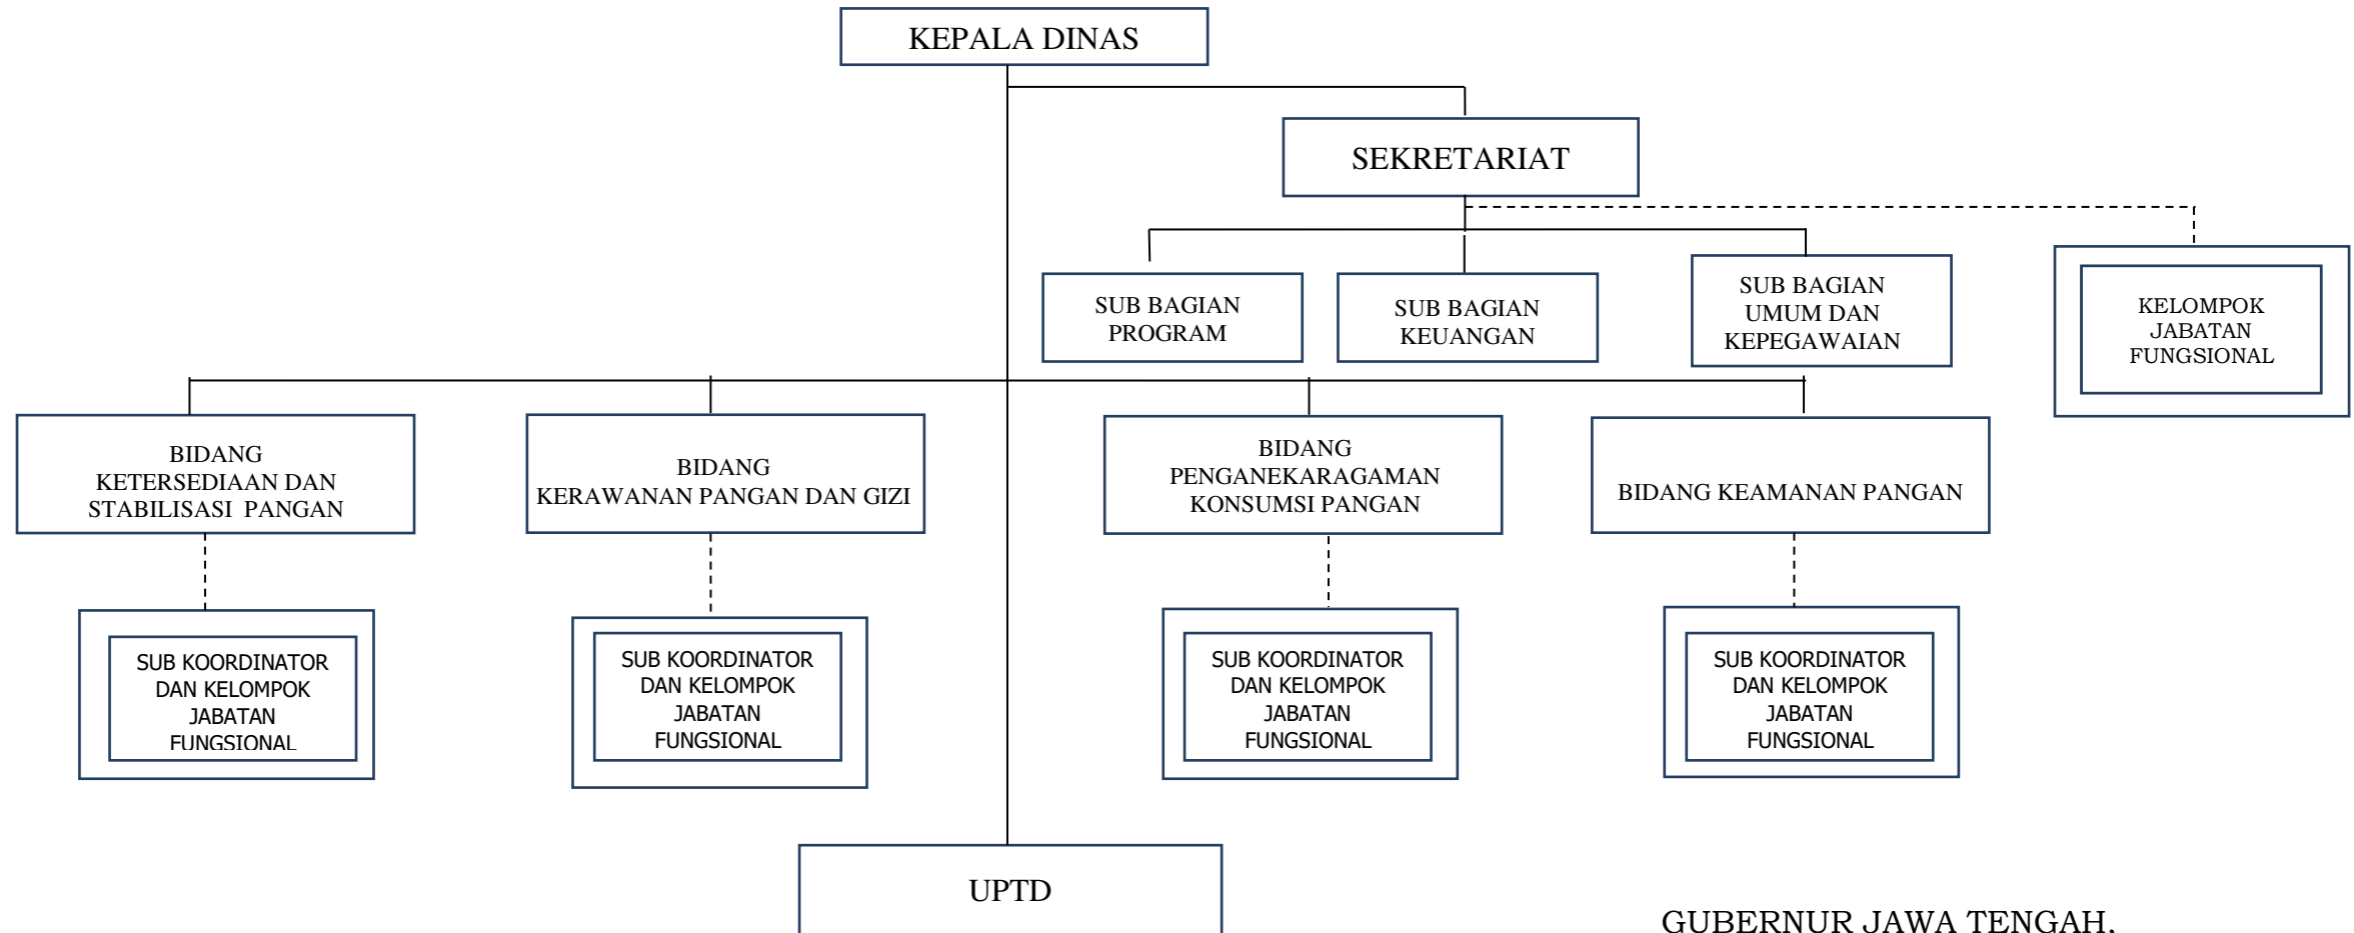 KEPALA DINAS
SEKRETARIAT
SUB BAGIAN
PROGRAM
SUB BAGIAN
KEUANGAN
SUB BAGIAN
UMUM DAN
KEPEGAWAIAN
KELOMPOK
JABATAN
FUNGSIONAL
BIDANG
KETERSEDIAAN DAN
STABILISASI PANGAN
BIDANG
KERAWANAN PANGAN DAN GIZI
BIDANG
PENGANEKARAGAMAN
KONSUMSI PANGAN
BIDANG KEAMANAN PANGAN
SUB KOORDINATOR
DAN KELOMPOK
JABATAN
FUNGSIONAL
SUB KOORDINATOR
DAN KELOMPOK
JABATAN
FUNGSIONAL
SUB KOORDINATOR
DAN KELOMPOK
JABATAN
FUNGSIONAL
SUB KOORDINATOR
DAN KELOMPOK
JABATAN
FUNGSIONAL
UPTD
GUBERNUR JAWA TENGAH,